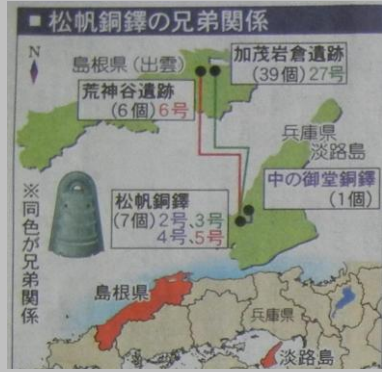 ■松帆銅鐸の兄弟関係
N
島根県(出雲)
加茂岩倉遺跡
(39個)27号
荒神谷遺跡
(6個)6号
兵庫県
淡路島
中の御堂銅鐸
(1個)
松帆銅鐸
(7個)2号、3号
4号、5号
※同色が兄弟関係
島根県
兵庫県
淡路島